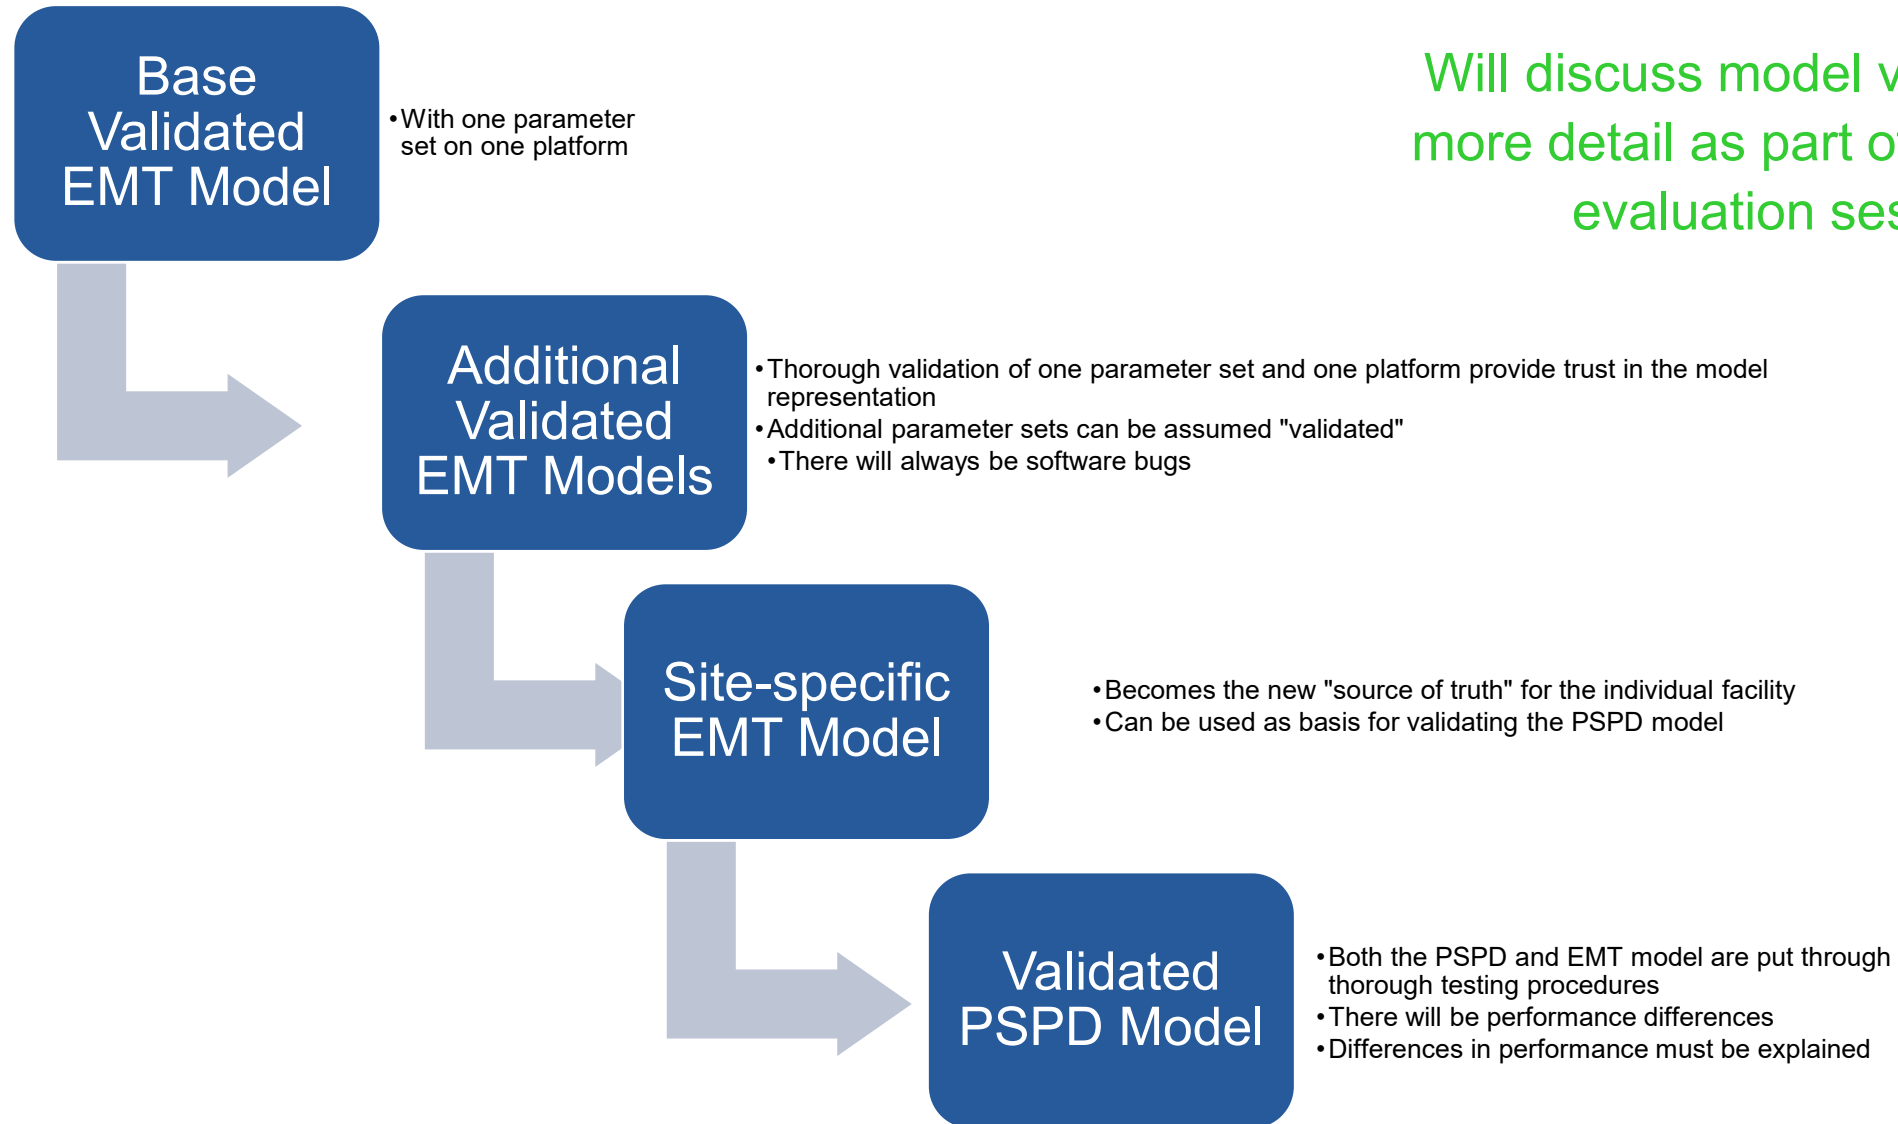 Base
Validated
EMT Model
•With one parameter
set on one platform
Will discuss model
more detail as part
evaluation
Additional
Validated
EMT Models
•Thorough validation of one parameter set and one platform provide trust in the model
representation
•Additional parameter sets can be assumed "validated"
•There will always be software bugs
Site-specific
EMT Model
•Becomes the new "source of truth" for the individual facility
•Can be used as basis for validating the PSPD model
Validated
PSPD Model
•Both the PSPD and EMT model are put through
thorough testing procedures
•There will be performance differences
•Differences in performance must be explained